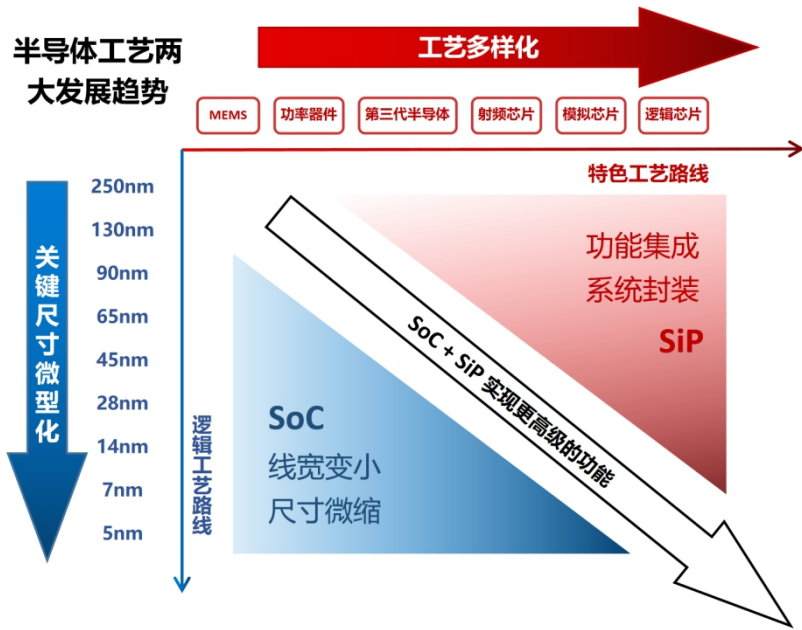 半导体工艺两
大发展趋势
工艺多样化
MEMS
功率器件
第三代半导体
射频芯片
模拟芯片
逻辑芯片
特色工艺路线
关键尺寸微型化
250nm
130nm
90nm
65nm
45nm
28nm
14nm
7nm
5nm
逻辑工艺路线
功能集成
系统封装
SiP
SoC + SiP 实现更高级的功能
SoC
线宽变小
尺寸微缩